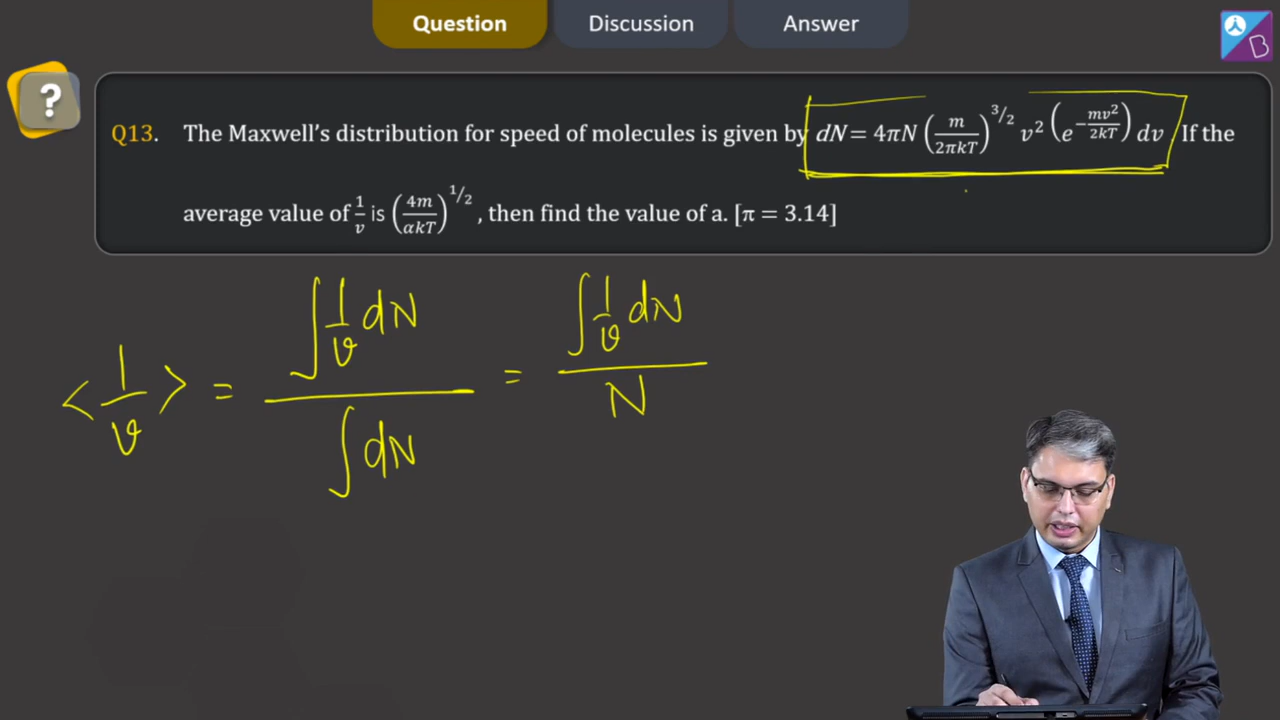 Question Discussion Answer
B
?
Q13. The Maxwell's distribution for speed of molecules is given by dN = 4πN (m/2πkT)^3/2 v² (e^−mv²/2kT) dv If the
average value of 1/v is (4m/αkT)^1/2, then find the value of a. [π = 3.14]
<1/v> = ∫1/v dN / ∫dN = ∫1/v dN / N